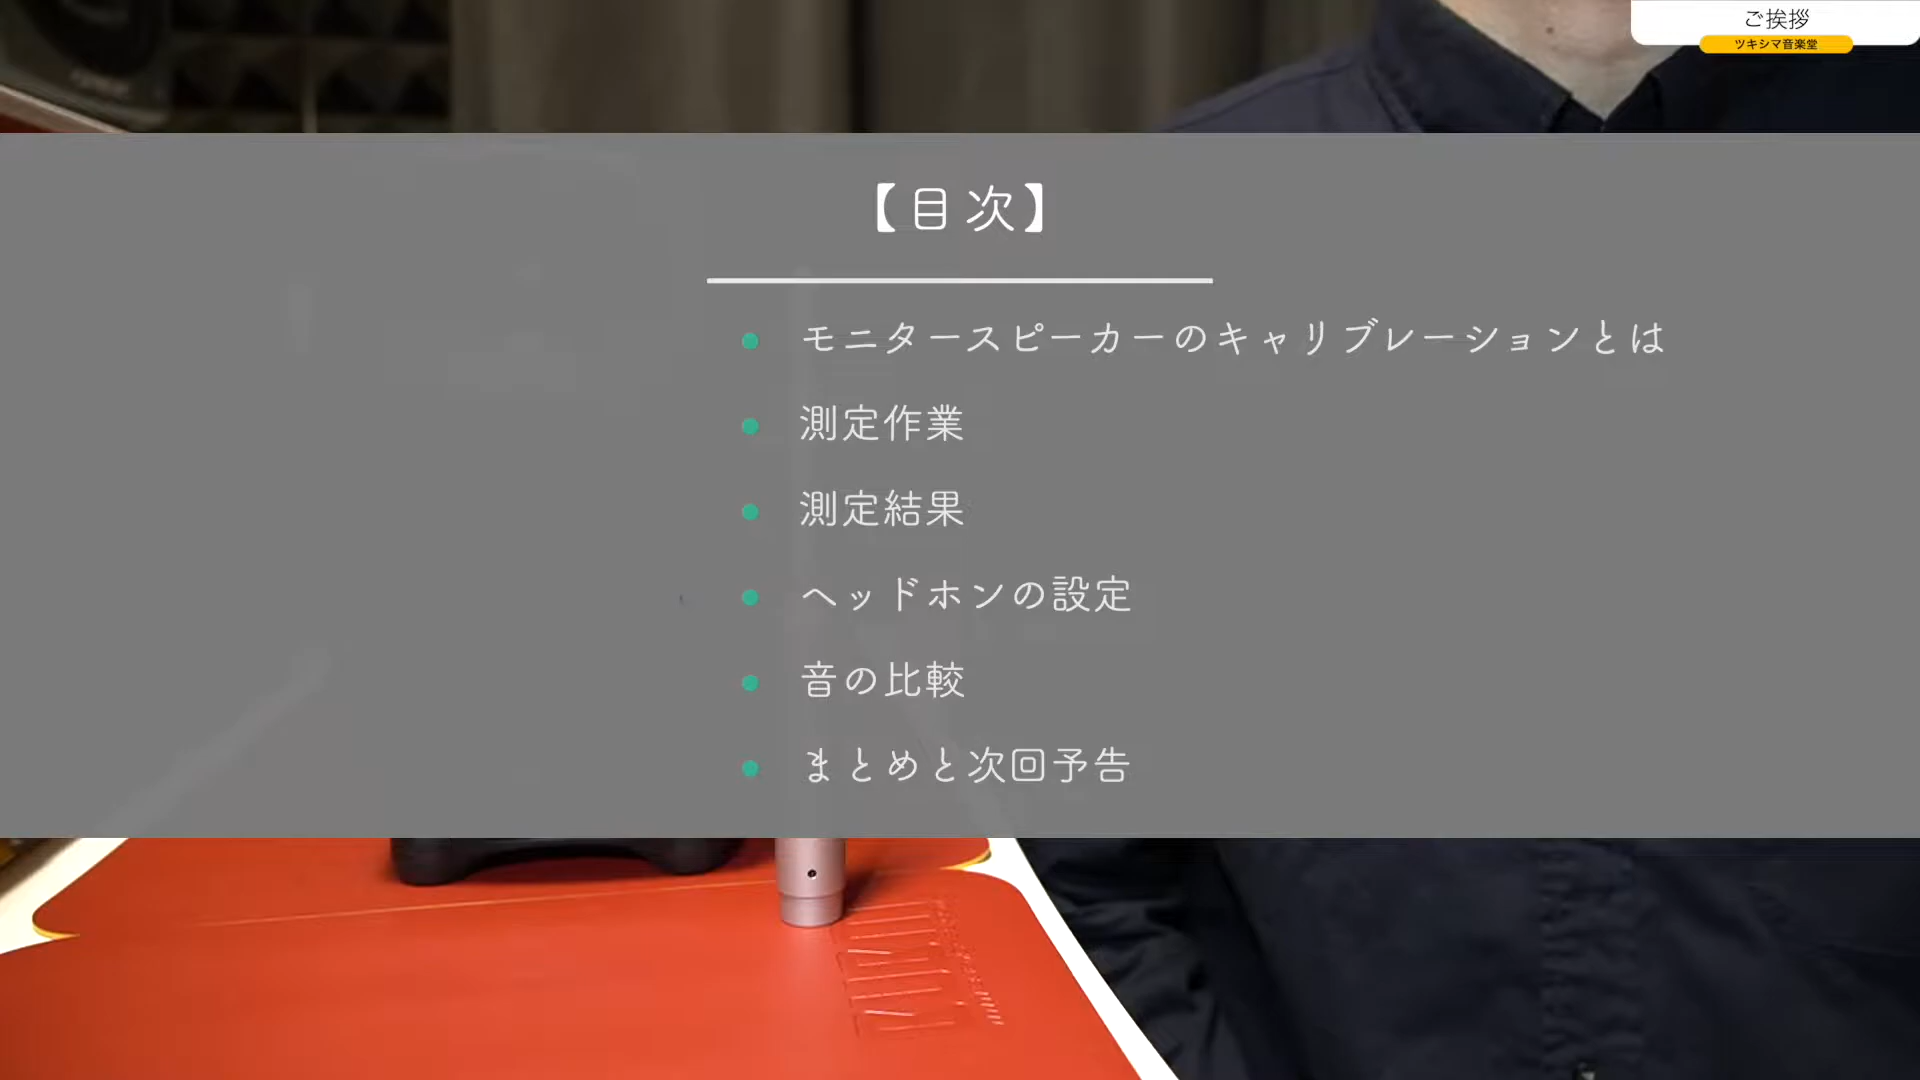 ご挨拶
ツキシマ音楽堂
【目次】
モニタースピーカーのキャリブレーションとは
測定作業
測定結果
ヘッドホンの設定
音の比較
まとめと次回予告